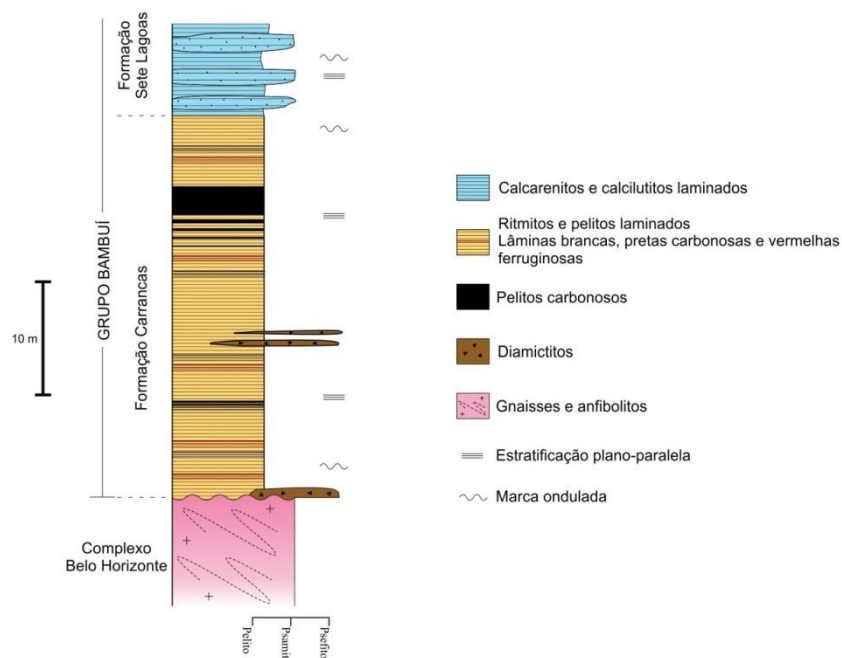 Formação
Sete Lagoas
GRUPO BAMBUÍ
Formação Carrancas
10 m
Complexo
Belo Horizonte
Pelito
Psamito
Psefito
Calcarenitos e calcilutitos laminados
Ritmitos e pelitos laminados
Lâminas brancas, pretas carbonosas e vermelhas
ferruginosas
Pelitos carbonosos
Diamictitos
Gnaisses e anfibolitos
Estratificação plano-paralela
Marca ondulada